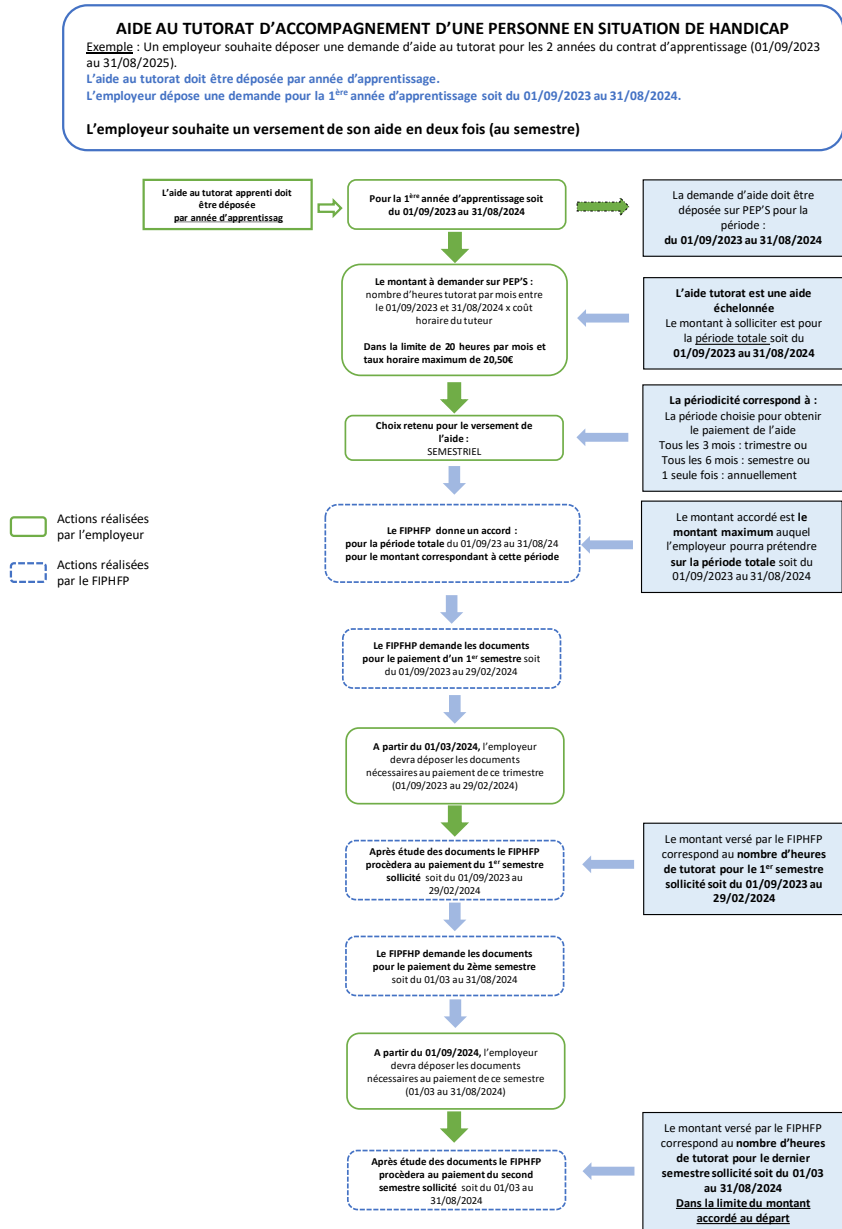 AIDE AU TUTORAT D'ACCOMPAGNEMENT D'UNE PERSONNE EN SITUATION DE HANDICAP
Exemple : Un employeur souhaite déposer une demande d'aide au tutorat pour les 2 années du contrat d'apprentissage (01/09/2023
au 31/08/2025).
L'aide au tutorat doit être déposée par année d'apprentissage.
L'employeur dépose une demande pour la 1ère année d'apprentissage soit du 01/09/2023 au 31/08/2024.
L'employeur souhaite un versement de son aide en deux fois (au semestre)
L'aide au tutorat apprenti doit
être déposée
par année d'apprentissag
Pour la 1ère année d'apprentissage soit
du 01/09/2023 au 31/08/2024
La demande d'aide doit être
déposée sur PEP'S pour la
période :
du 01/09/2023 au 31/08/2024
Le montant à demander sur PEP'S :
nombre d'heures tutorat par mois entre
le 01/09/2023 et 31/08/2024 x coût
horaire du tuteur
Dans la limite de 20 heures par mois et
taux horaire maximum de 20,50€
L'aide tutorat est une aide
échelonnée
Le montant à solliciter est pour
la période totale soit du
01/09/2023 au 31/08/2024
Choix retenu pour le versement de
l'aide :
SEMESTRIEL
La périodicité correspond à :
La période choisie pour obtenir
le paiement de l'aide
Tous les 3 mois : trimestre ou
Tous les 6 mois : semestre ou
1 seule fois : annuellement
Actions réalisées
par l'employeur
Actions réalisées
par le FIPHFP
Le FIPHFP donne un accord :
pour la période totale du 01/09/23 au 31/08/24
pour le montant correspondant à cette période
Le montant accordé est le
montant maximum auquel
l'employeur pourra prétendre
sur la période totale soit du
01/09/2023 au 31/08/2024
Le FIPFHP demande les documents
pour le paiement d'un 1er semestre soit
du 01/09/2023 au 29/02/2024
A partir du 01/03/2024, l'employeur
devra déposer les documents
nécessaires au paiement de ce trimestre
(01/09/2023 au 29/02/2024)
Après étude des documents le FIPHFP
procèdera au paiement du 1er semestre
sollicité soit du 01/09/2023 au
29/02/2024
Le montant versé par le FIPHFP
correspond au nombre d'heures
de tutorat pour le 1er semestre
sollicité soit du 01/09/2023 au
29/02/2024
Le FIPFHP demande les documents
pour le paiement du 2ème semestre
soit du 01/03 au 31/08/2024
A partir du 01/09/2024, l'employeur
devra déposer les documents
nécessaires au paiement de ce semestre
(01/03 au 31/08/2024)
Après étude des documents le FIPHFP
procèdera au paiement du second
semestre sollicité soit du 01/03 au
31/08/2024
Le montant versé par le FIPHFP
correspond au nombre d'heures
de tutorat pour le dernier
semestre sollicité soit du 01/03
au 31/08/2024
Dans la limite du montant
accordé au départ